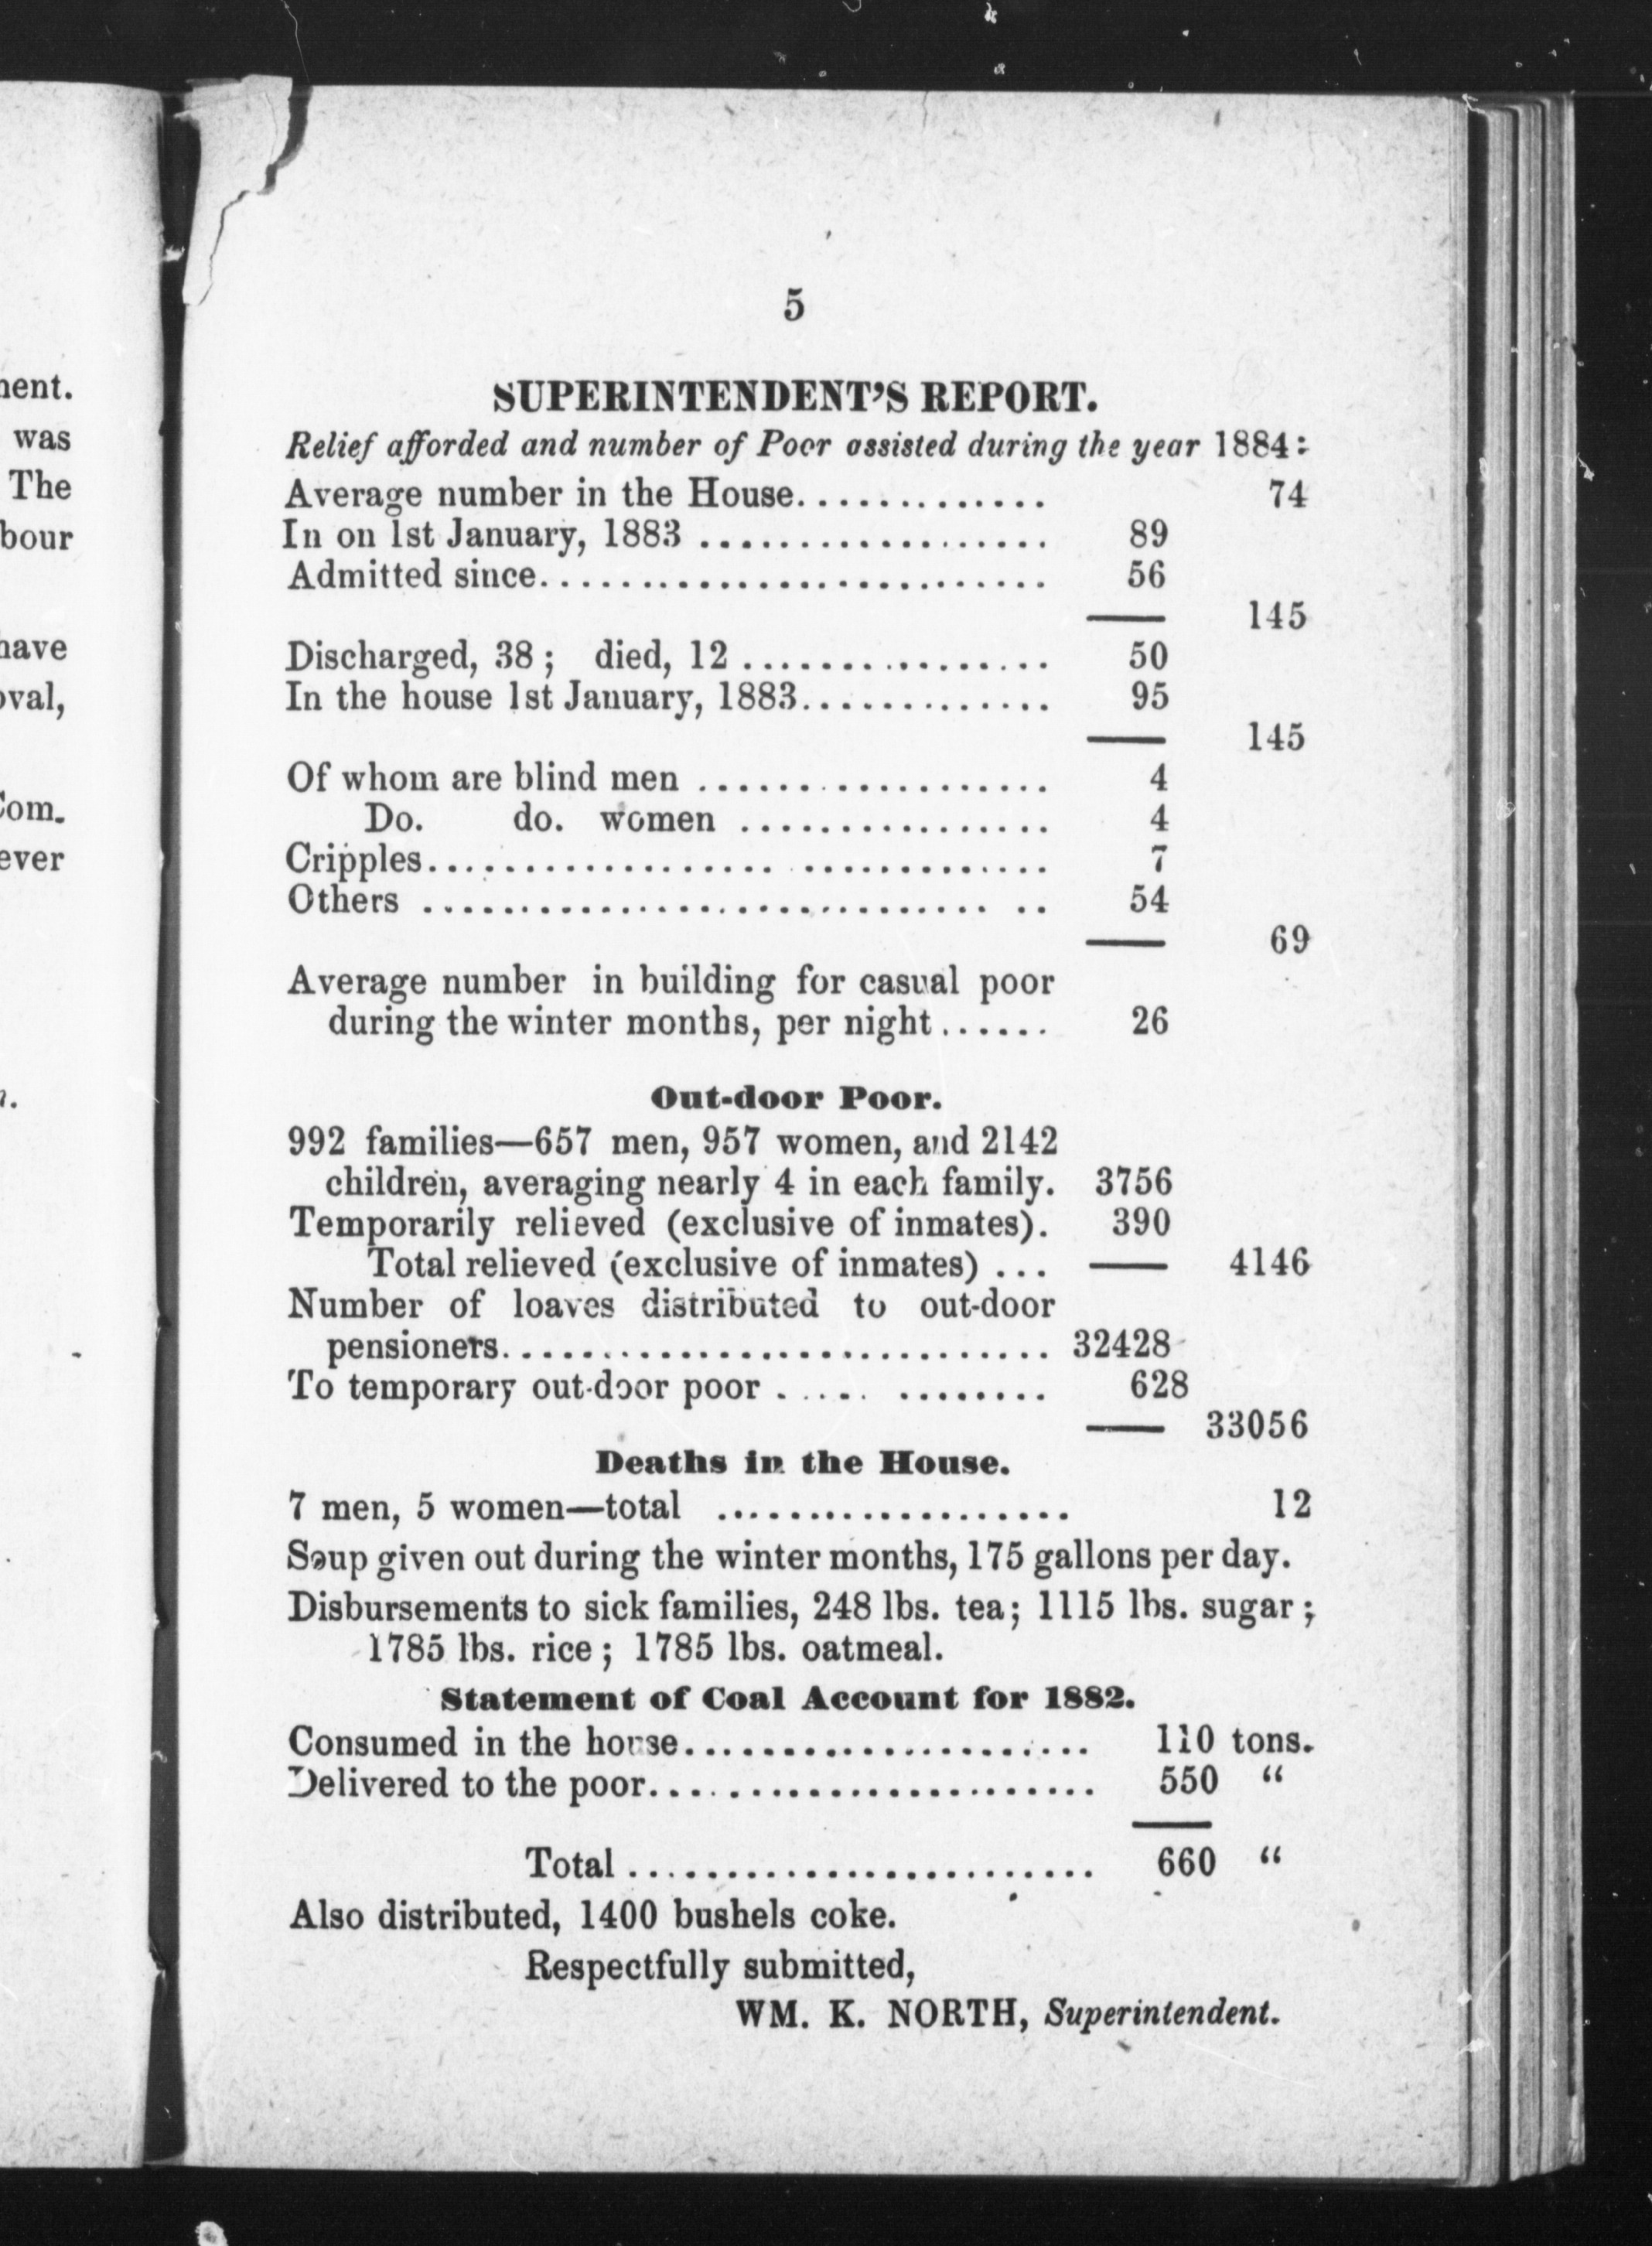 ment.
was
The
bour
have
oval,
Com.
ever
5
SUPERINTENDENT'S REPORT.
Relief afforded and number of Poor assisted during the year 1884:
Average number in the House.............. 74
In on 1st January, 1883 .................. 89
Admitted since.......................... 56
145
Discharged, 38; died, 12 ................ 50
In the house 1st January, 1883............. 95
145
Of whom are blind men .................. 4
Do. do. women ................ 4
Cripples.................. ............. 7
Others ............................. .. 54
69
Average number in building for casual poor
during the winter months, per night...... 26
Out-door Poor.
992 families—657 men, 957 women, and 2142
children, averaging nearly 4 in each family. 3756
Temporarily relieved (exclusive of inmates). 390
Total relieved (exclusive of inmates) ... 4146
Number of loaves distributed to out-door
pensioners............................ 32428
To temporary out-door poor ..... ........ 628
33056
Deaths in the House.
7 men, 5 women—total ................... 12
Soup given out during the winter months, 175 gallons per day.
Disbursements to sick families, 248 lbs. tea; 1115 lbs. sugar;
1785 lbs. rice; 1785 lbs. oatmeal.
Statement of Coal Account for 1882.
Consumed in the house..................... 110 tons.
Delivered to the poor....................... 550 “
Total ........................ 660 “
Also distributed, 1400 bushels coke.
Respectfully submitted,
WM. K. NORTH, Superintendent.